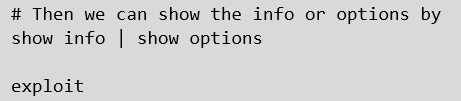 # Then we can show the info or options by
show info | show options
exploit